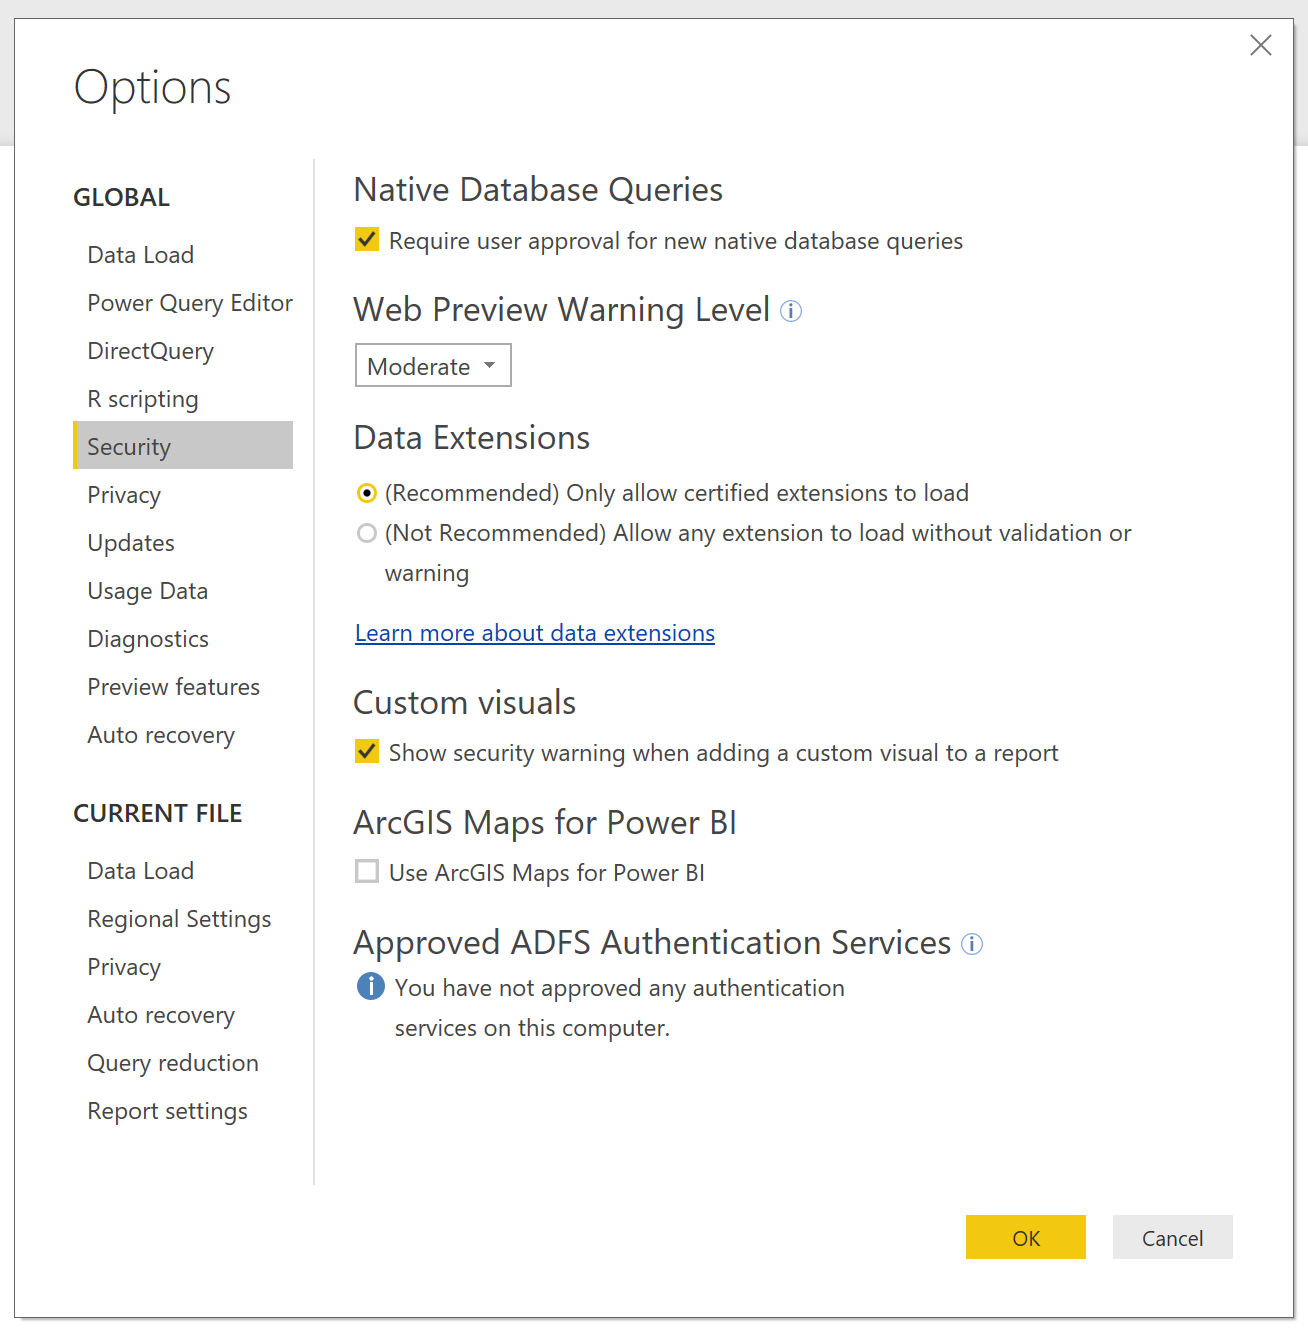 Options
GLOBAL
Data Load
Power Query Editor
DirectQuery
R scripting
Security
Privacy
Updates
Usage Data
Diagnostics
Preview features
Auto recovery
CURRENT FILE
Data Load
Regional Settings
Privacy
Auto recovery
Query reduction
Report settings
Native Database Queries
Require user approval for new native database queries
Web Preview Warning Level
Moderate
Data Extensions
(Recommended) Only allow certified extensions to load
(Not Recommended) Allow any extension to load without validation or
warning
Learn more about data extensions
Custom visuals
Show security warning when adding a custom visual to a report
ArcGIS Maps for Power BI
Use ArcGIS Maps for Power BI
Approved ADFS Authentication Services
You have not approved any authentication
services on this computer.
OK
Cancel